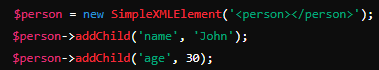 $person = new SimpleXMLElement('<person></person>');
$person->addChild('name', 'John');
$person->addChild('age', 30);